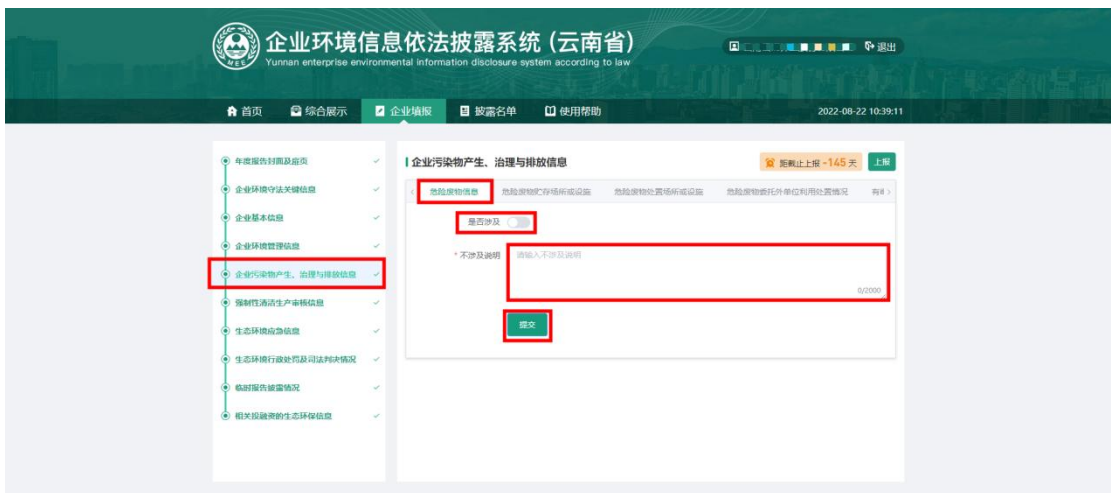 企业环境信息依法披露系统 (云南省)
Yunnan enterprise environmental information disclosure system according to law
MEE
退出
首页 综合展示 企业填报 披露名单 使用帮助 2022-08-22 10:39:11
年度报告封面及扉页
企业环境守法关键信息
企业基本信息
企业环境管理信息
企业污染物产生、治理与排放信息
强制性清洁生产审核信息
生态环境应急信息
生态环境行政处罚及司法判决情况
临时报告披露情况
相关投融资的生态环保信息
企业污染物产生、治理与排放信息 距截止上报 -145 天 上报
危险废物信息 危险废物贮存场所或设施 危险废物处置场所或设施 危险废物委托外单位利用处置情况
是否涉及
* 不涉及说明 请输入不涉及说明
0/2000
提交